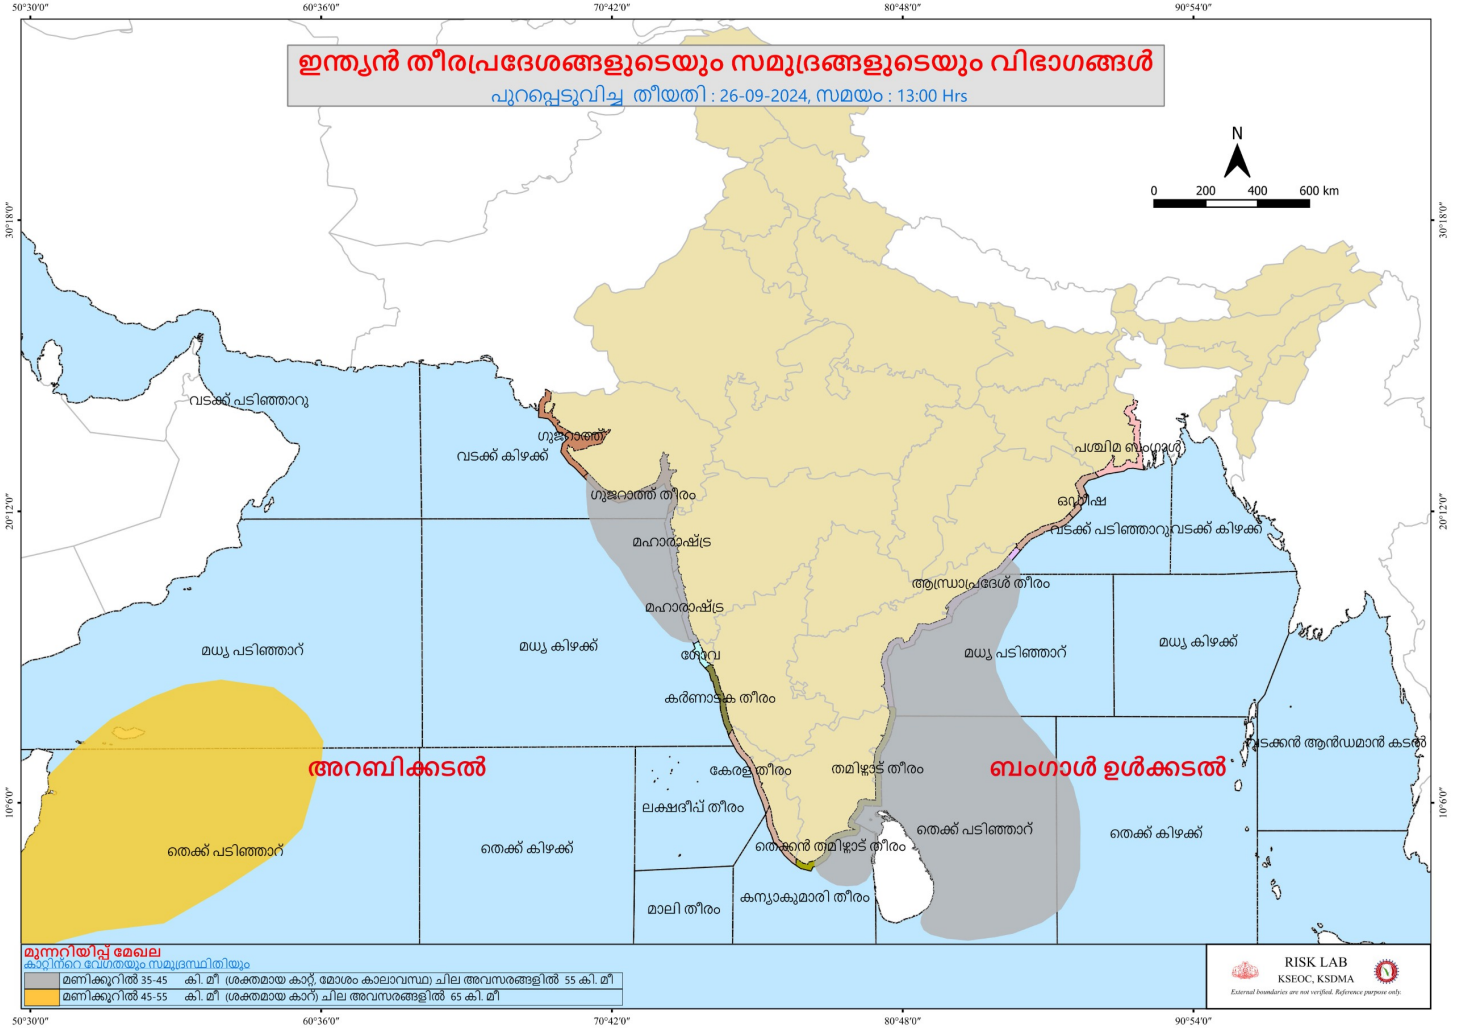 50°30'0" 60°36'0" 70°42'0" 80°48'0" 90°54'0"
ഇന്ത്യൻ തീരപ്രദേശങ്ങളുടെയും സമുദ്രങ്ങളുടെയും വിഭാഗങ്ങൾ
പുറപ്പെടുവിച്ച തീയതി : 26-09-2024, സമയം : 13:00 Hrs
N
0 200 400 600 km
30°18'0" 30°18'0"
വടക്ക് പടിഞ്ഞാറു
ഗുജറാത്ത്
വടക്ക് കിഴക്ക്
പശ്ചിമ ബംഗാൾ
ഗുജറാത്ത് തീരം
ഒഡീഷ
20°12'0" 20°12'0"
വടക്ക് പടിഞ്ഞാറു വടക്ക് കിഴക്ക്
മഹാരാഷ്ട്ര
ആന്ധ്രാപ്രദേശ് തീരം
മഹാരാഷ്ട്ര
മധ്യ പടിഞ്ഞാറ്
മധ്യ കിഴക്ക്
ഗോവ
മധ്യ പടിഞ്ഞാറ്
മധ്യ കിഴക്ക്
കർണാടക തീരം
വടക്കൻ ആൻഡമാൻ കടൽ
അറബിക്കടൽ
കേരള തീരം
തമിഴ്നാട് തീരം
ബംഗാൾ ഉൾക്കടൽ
10°6'0" 10°6'0"
ലക്ഷദീപ് തീരം
തെക്ക് പടിഞ്ഞാറ്
തെക്ക് കിഴക്ക്
തെക്കൻ തമിഴ്നാട് തീരം
തെക്ക് പടിഞ്ഞാറ്
തെക്ക് കിഴക്ക്
മാലി തീരം
കന്യാകുമാരി തീരം
മുന്നറിയിപ്പ് മേഖല
കാറ്റിൻറെ വേഗതയും സമുദ്രസ്ഥിതിയും
മണിക്കൂറിൽ 35-45 കി. മീ (ശക്തമായ കാറ്റ്, മോശം കാലാവസ്ഥ) ചില അവസരങ്ങളിൽ 55 കി. മീ
മണിക്കൂറിൽ 45-55 കി. മീ (ശക്തമായ കാറ്) ചില അവസരങ്ങളിൽ 65 കി. മീ
RISK LAB
KSEOC, KSDMA
External boundaries are not verified. Reference purpose only.
50°30'0" 60°36'0" 70°42'0" 80°48'0" 90°54'0"